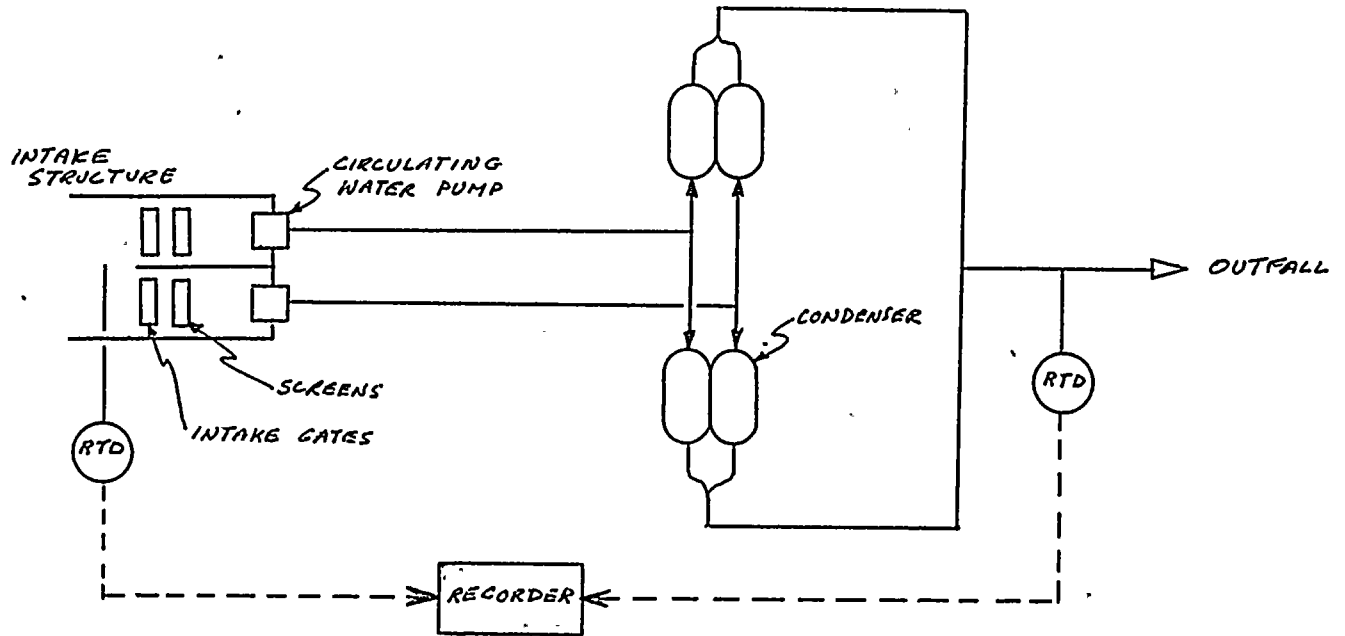 INTAKE
STRUCTURE
CIRCULATING
WATER PUMP
OUTFALL
CONDENSER
SCREENS
INTAKE GATES
RTD
RTD
RECORDER